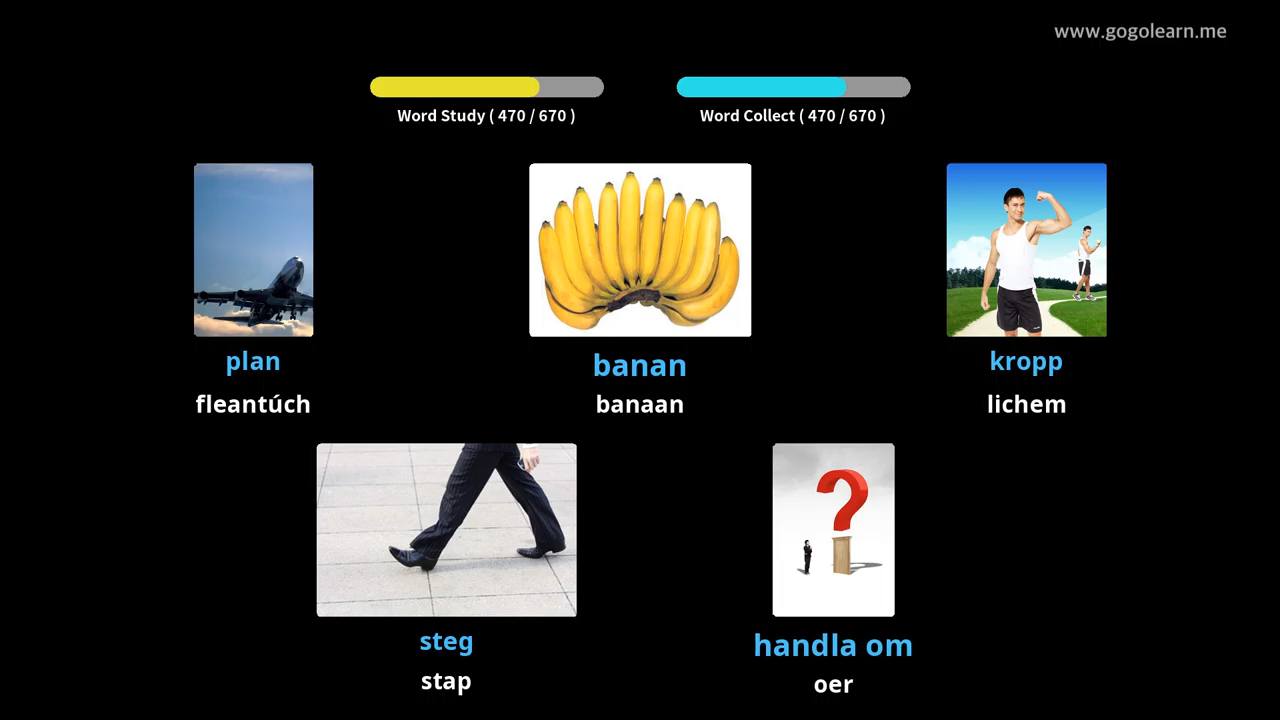 www.gogolearn.me
Word Study ( 470 / 670 )
Word Collect ( 470 / 670 )
plan
fleantúch
banan
banaan
kropp
lichem
steg
stap
handla om
oer